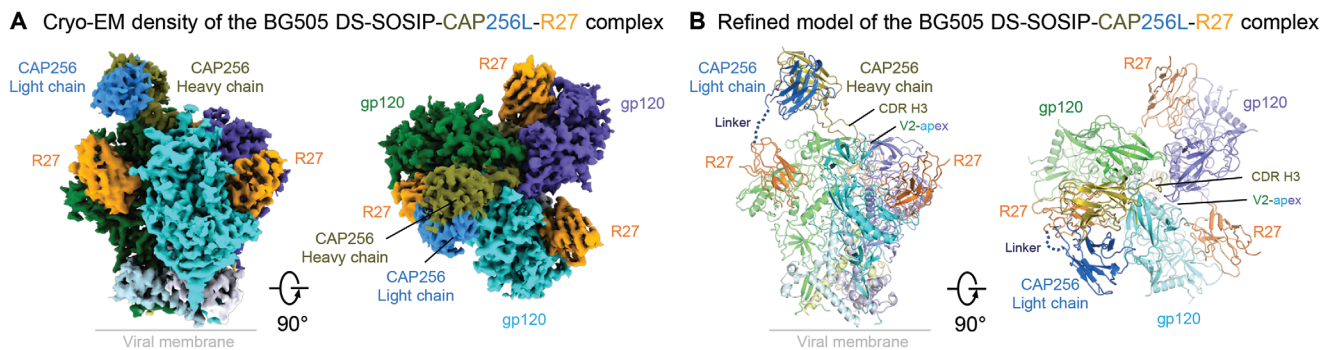 A Cryo-EM density of the BG505 DS-SOSIP-CAP256L-R27 complex
CAP256
Light chain
CAP256
Heavy chain
R27
R27
R27
gp120
gp120
R27
R27
CAP256
Heavy chain
CAP256
Light chain
gp120
90°
Viral membrane
B Refined model of the BG505 DS-SOSIP-CAP256L-R27 complex
CAP256
Light chain
CAP256
Heavy chain
CDR H3
V2-apex
Linker
R27
R27
R27
gp120
gp120
CDR H3
V2-apex
R27
R27
Linker
CAP256
Light chain
gp120
90°
Viral membrane